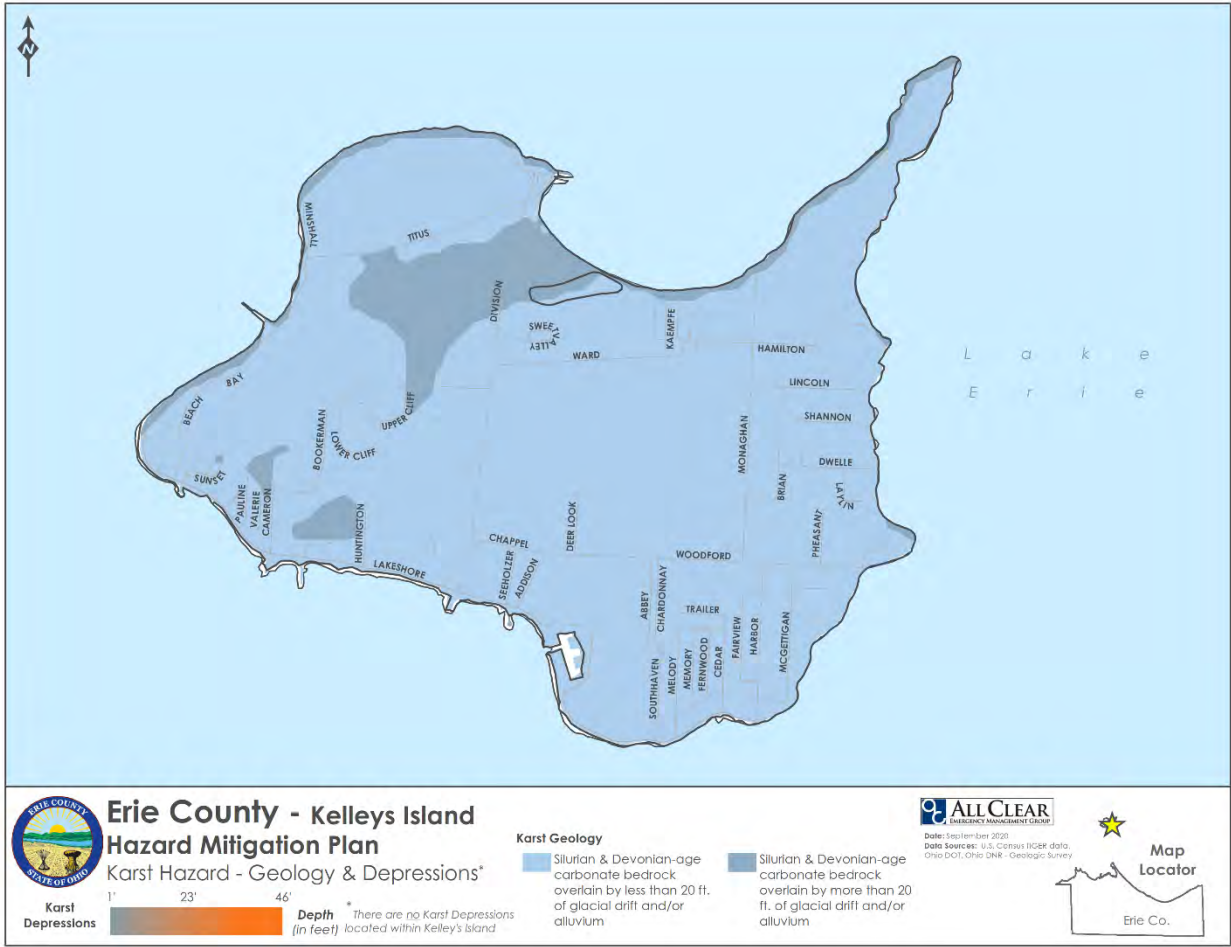 N
MINSHALL
TITUS
DIVISION
SWEET VALLEY
WARD
KAEMPFE
HAMILTON
LINCOLN
SHANNON
DWELLE
LAYLIN
MONAGHAN
BRIAN
PHEASANT
BAY
BEACH
BOOKERMAN
LOWER CLIFF
UPPER CLIFF
SUNSET
PAULINE
VALERIE
CAMERON
HUNTINGTON
LAKESHORE
CHAPPEL
SEEHOLZER
ADDISON
DEER LOOK
WOODFORD
ABBEY
CHARDONNAY
TRAILER
SOUTHHAVEN
MELODY
MEMORY
FERNWOOD
CEDAR
FAIRVIEW
HARBOR
MCGETTIGAN
Lake
Erie
ERIE COUNTY
STATE OF OHIO
Erie County - Kelleys Island
Hazard Mitigation Plan
Karst Hazard - Geology & Depressions*
Karst
Depressions
1' 23' 46'
Depth
(in feet)
* There are no Karst Depressions
located within Kelley's Island
Karst Geology
Silurian & Devonian-age
carbonate bedrock
overlain by less than 20 ft.
of glacial drift and/or
alluvium
Silurian & Devonian-age
carbonate bedrock
overlain by more than 20
ft. of glacial drift and/or
alluvium
ALL CLEAR
EMERGENCY MANAGEMENT GROUP
Date: September 2020
Data Sources: U.S. Census TIGER data,
Ohio DOT, Ohio DNR - Geologic Survey
Map
Locator
Erie Co.